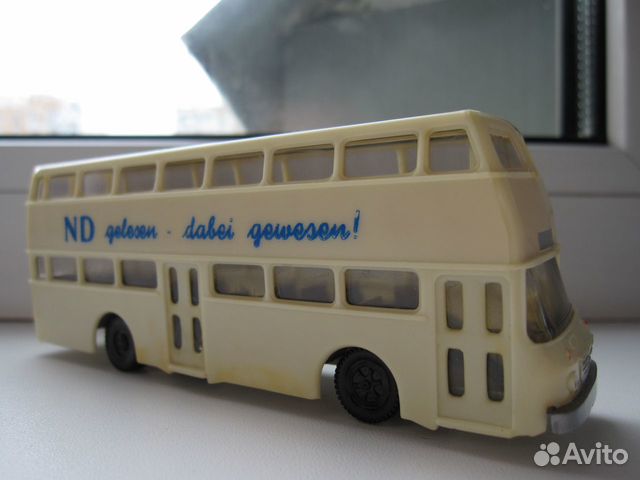 ND gelesen - dabei gewesen!
Avito